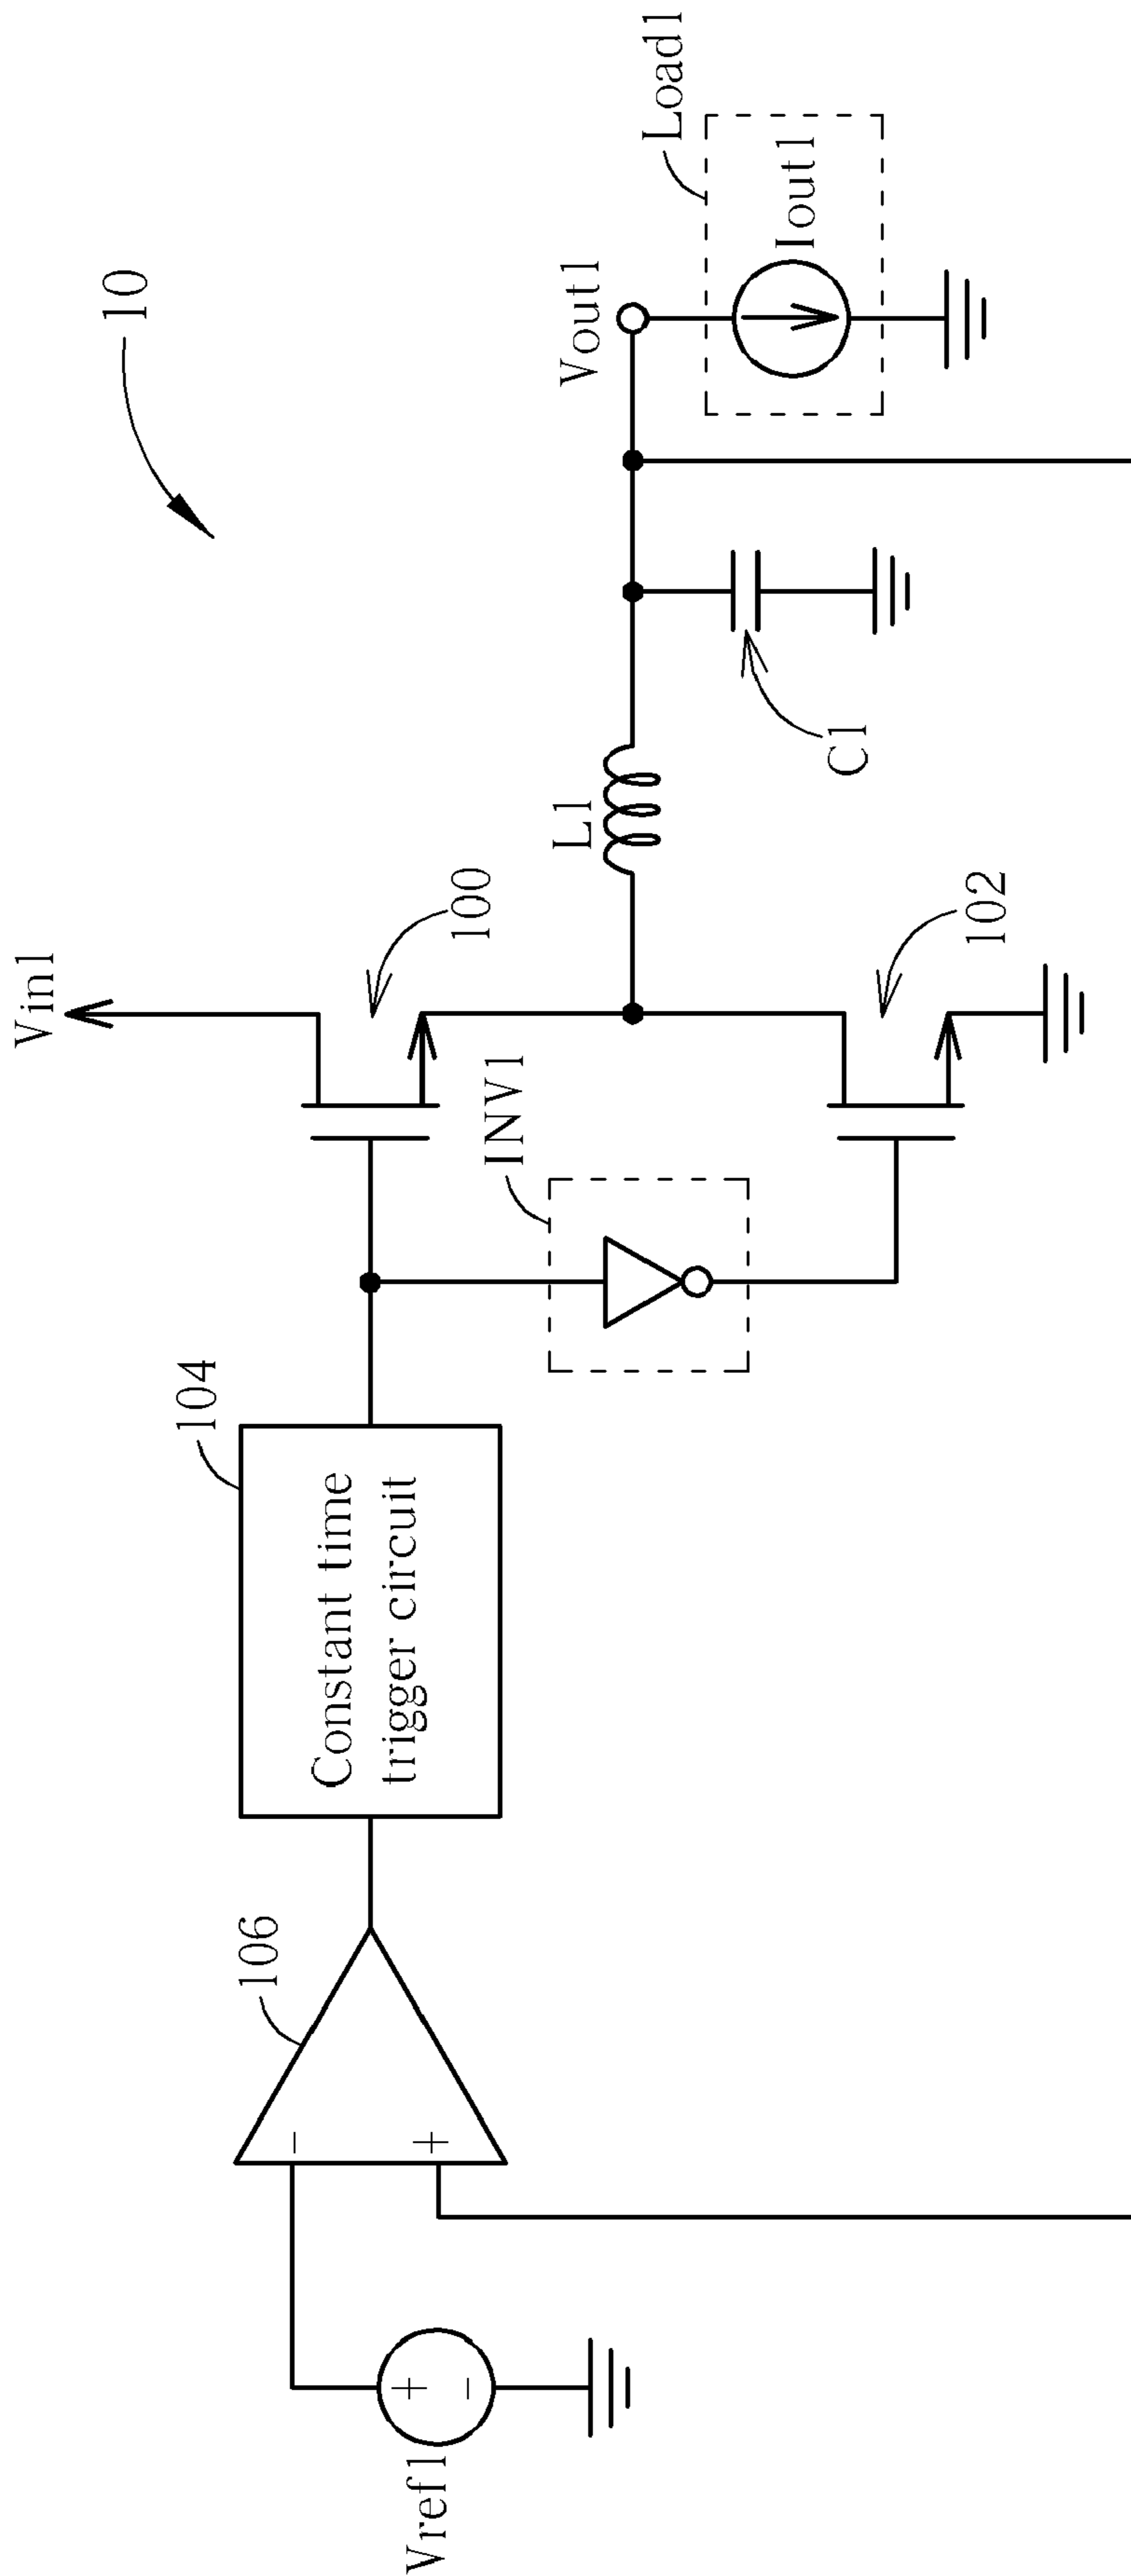 10
Vin1
106
104
Constant time
trigger circuit
100
INV1
L1
Vout1
Load1
Iout1
C1
102
-
+
Vref1
+
-